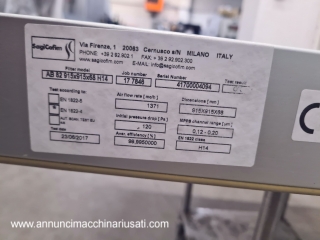 SagiCofim
Via Firenze, 1 20063 Cernusco s/N MILANO ITALY
PHONE +39 2 92.902.1 FAX +39 2 92.902.300
www.sagicofim.com E-MAIL: info@sagicofim.com
Filter model
Job number
Serial number
Test result
AB 82 915x915x68 H14
17 7646
41700004094
Test according to:
Air flow rate [ mc/h ]
Dimensions [ mm ]
EN 1822-5
1371
915X915X68
EN 1822-4
Initial pressure drop [ Pa ]
MPPS channel range [ µm ]
120
0,12 - 0,20
Test date
Aver. efficiency [ % ]
EN 1822 class
23/05/2017
99,9950000
H14
www.annuncimacchinariusati.com